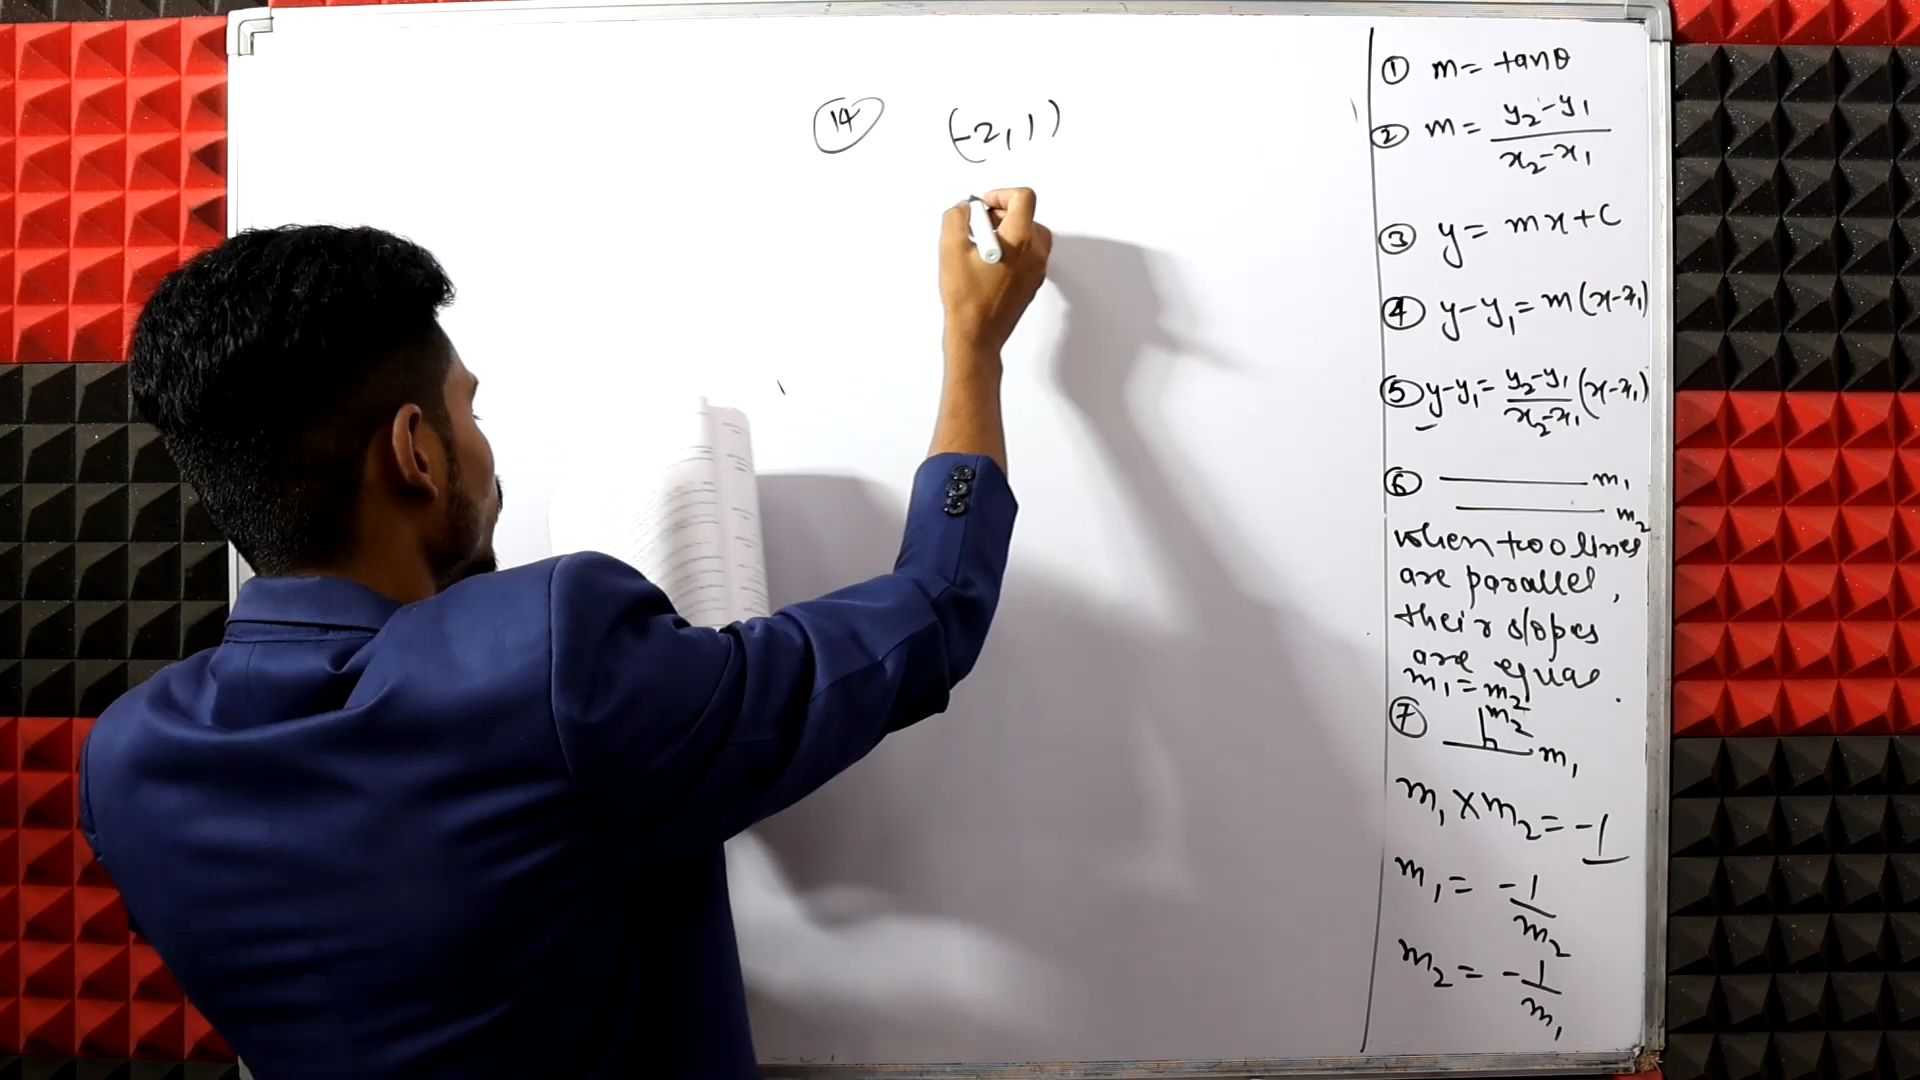 ⑭ (-2, 1)
① m = tanθ
② m = y₂-y₁/x₂-x₁
③ y = mx+c
④ y-y₁ = m(x-x₁)
⑤ y-y₁ = y₂-y₁/x₂-x₁ (x-x₁)
⑥ m₁
m₂
when two lines
are parallel,
their slopes
are equal.
m₁ = m₂
⑦ m₂
m₁
m₁ × m₂ = -1
m₁ = -1/m₂
m₂ = -1/m₁